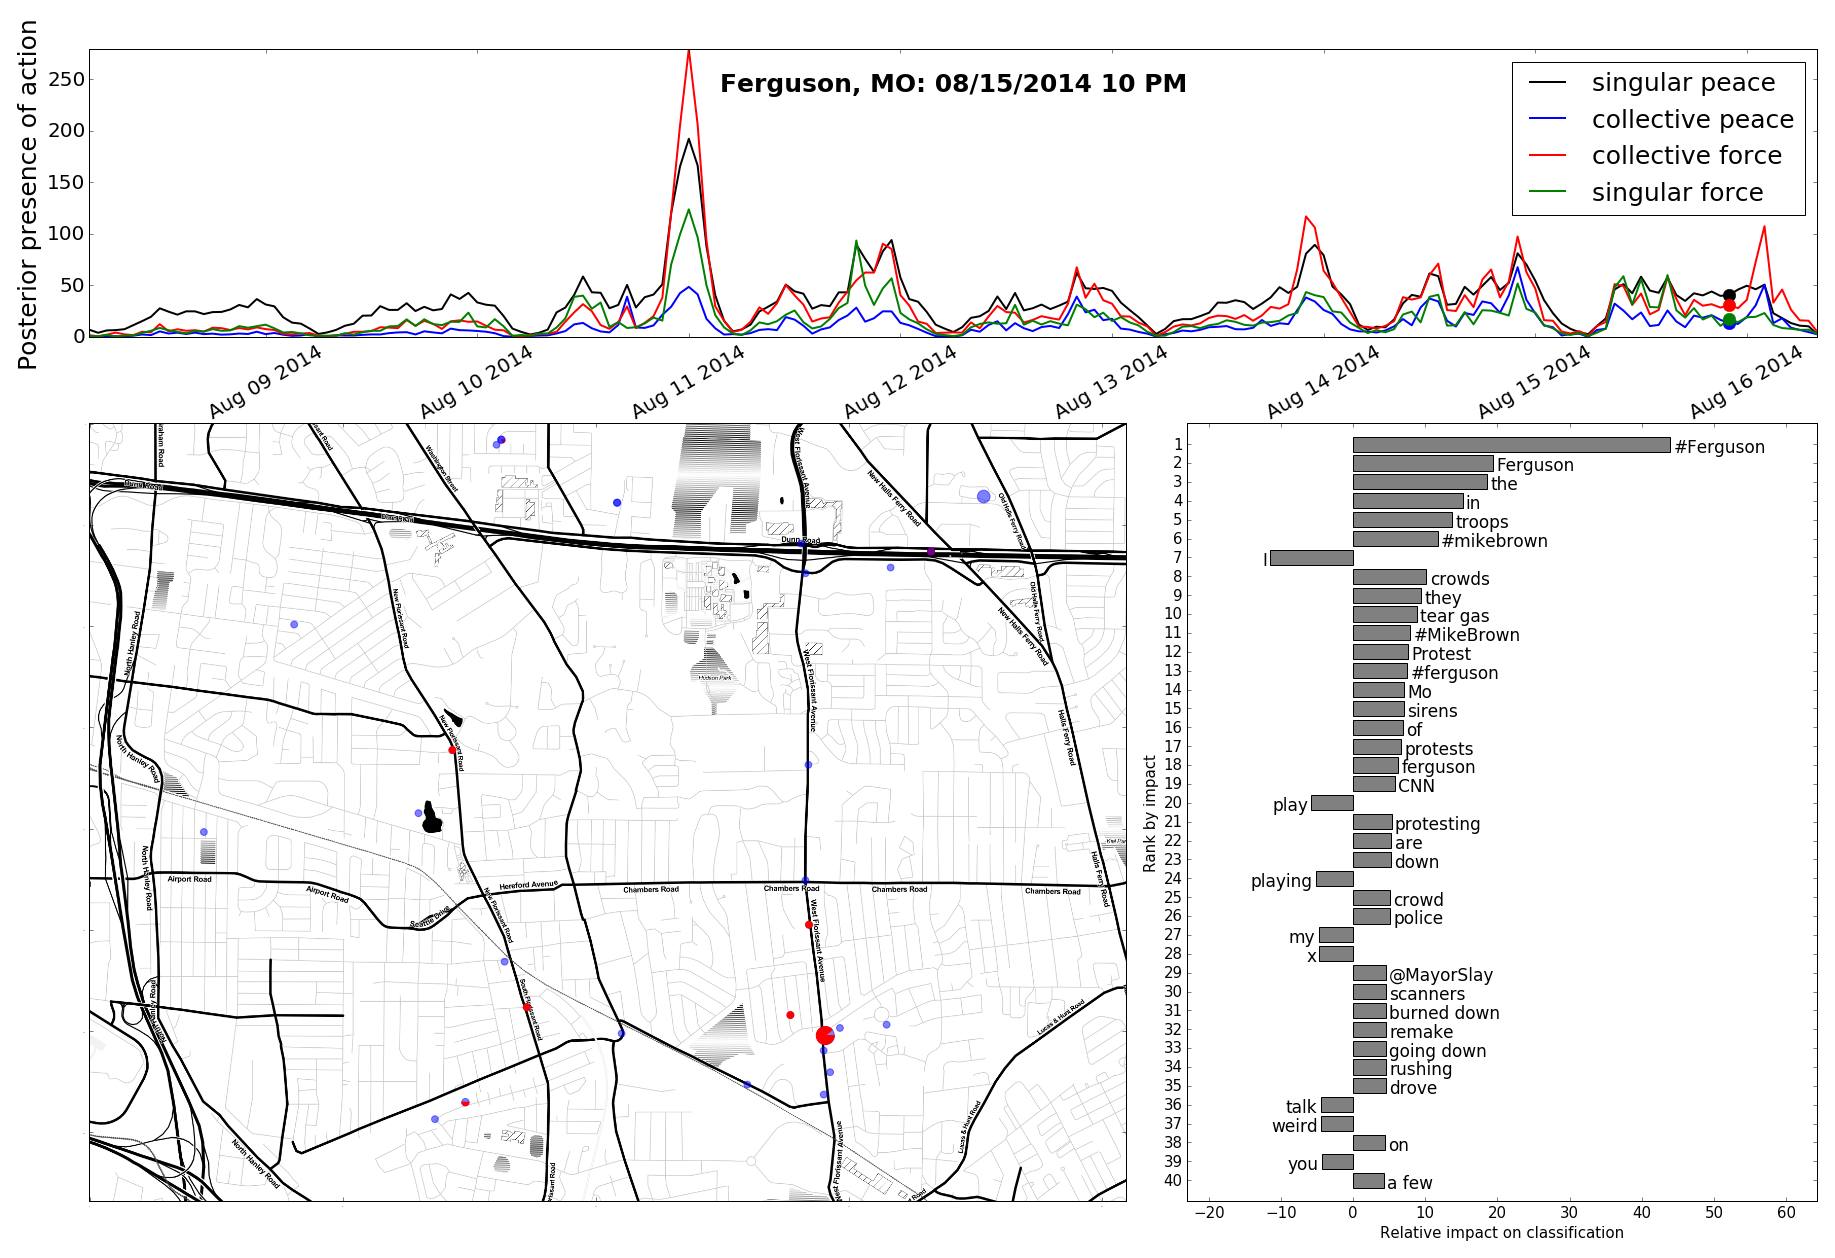 Ferguson, MO: 08/15/2014 10 PM
Posterior presence of action
250
200
150
100
50
0
singular peace
collective peace
collective force
singular force
Aug 09 2014
Aug 10 2014
Aug 11 2014
Aug 12 2014
Aug 13 2014
Aug 14 2014
Aug 15 2014
Aug 16 2014
Washington Street
West Florissant Avenue
New Halls Ferry Road
Old Halls Ferry Road
Dunn Road
New Florissant Road
Old Halls Ferry Road
North Hanley Road
New Halls Ferry Road
West Florissant Avenue
Hudson Park
New Florissant Road
Halls Ferry Road
North Hanley Road
North Hanley Road
Halls Ferry Road
Airport Road
Airport Road
Seattle Drive
Hereford Avenue
Chambers Road
Chambers Road
Chambers Road
Chambers Road
New Florissant Road
West Florissant Avenue
South Florissant Road
Lucas & Hunt Road
Lucas & Hunt Road
North Hanley Road
West Florissant Avenue
Rank by impact
1 #Ferguson
2 Ferguson
3 the
4 in
5 troops
6 #mikebrown
7 I
8 crowds
9 they
10 tear gas
11 #MikeBrown
12 Protest
13 #ferguson
14 Mo
15 sirens
16 of
17 protests
18 ferguson
19 CNN
20 play
21 protesting
22 are
23 down
24 playing
25 crowd
26 police
27 my
28 x
29 @MayorSlay
30 scanners
31 burned down
32 remake
33 going down
34 rushing
35 drove
36 talk
37 weird
38 on
39 you
40 a few
−20 −10 0 10 20 30 40 50 60
Relative impact on classification